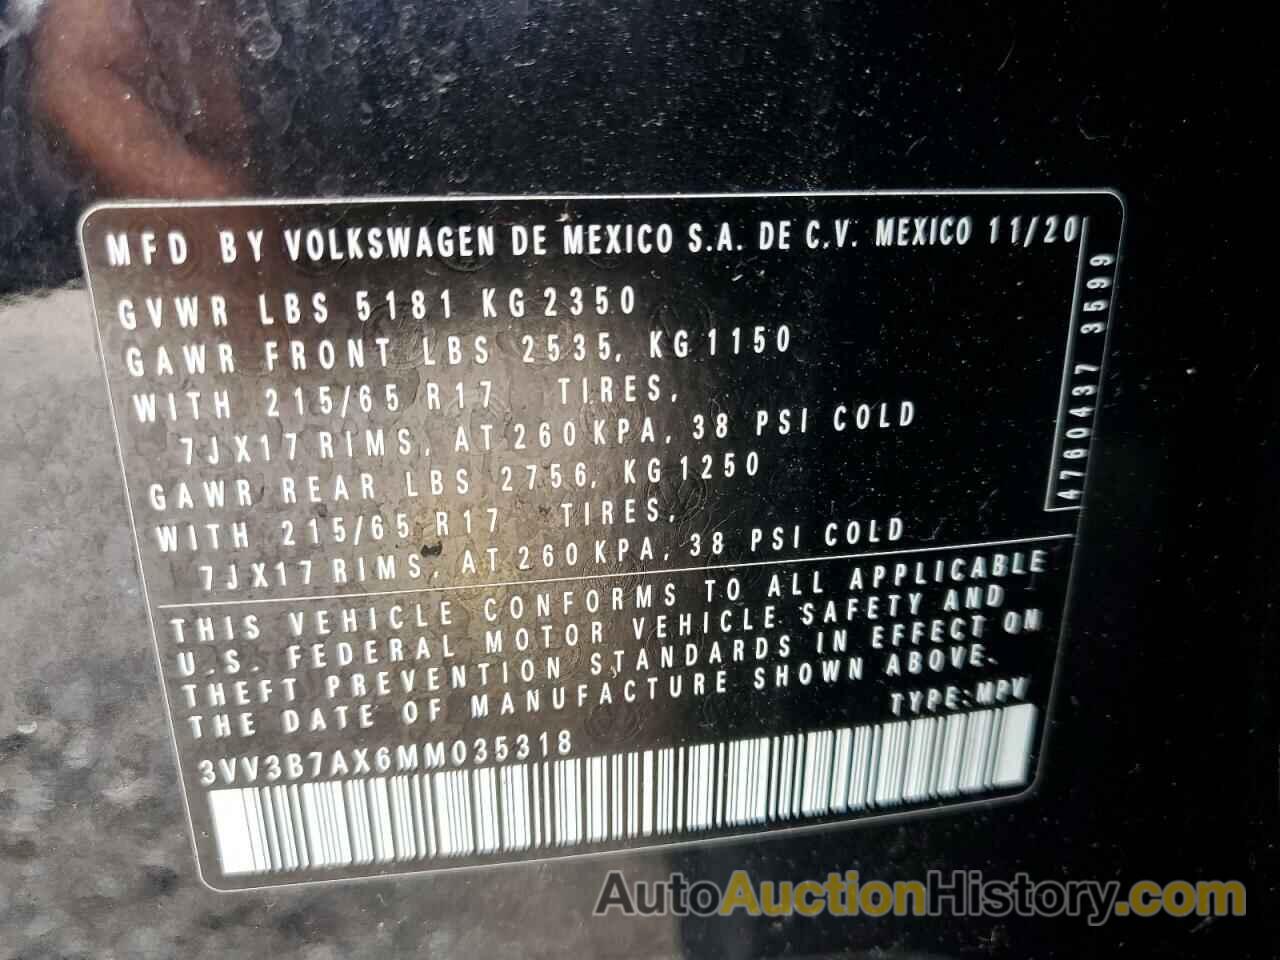 MFD BY VOLKSWAGEN DE MEXICO S.A. DE C.V. MEXICO 11/20
GVWR LBS 5181 KG 2350
GAWR FRONT LBS 2535, KG 1150
WITH 215/65 R17 TIRES,
7JX17 RIMS, AT 260 KPA, 38 PSI COLD
GAWR REAR LBS 2756, KG 1250
WITH 215/65 R17 TIRES,
7JX17 RIMS, AT 260 KPA, 38 PSI COLD
4760437 3599
THIS VEHICLE CONFORMS TO ALL APPLICABLE
U.S. FEDERAL MOTOR VEHICLE SAFETY AND
THEFT PREVENTION STANDARDS IN EFFECT ON
THE DATE OF MANUFACTURE SHOWN ABOVE.
TYPE: MPV
3VV3B7AX6MM035318
AutoAuctionHistory.com